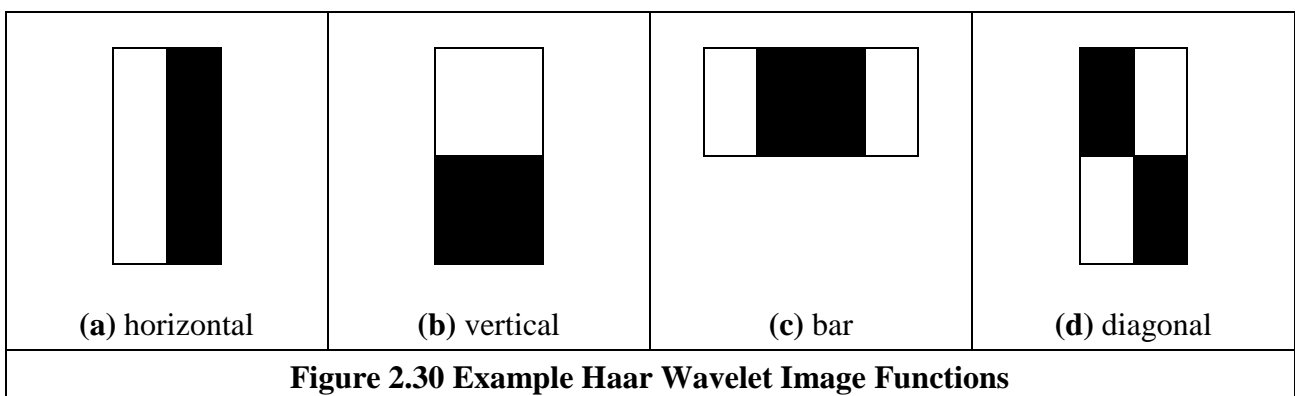 (a) horizontal (b) vertical (c) bar (d) diagonal
Figure 2.30 Example Haar Wavelet Image Functions